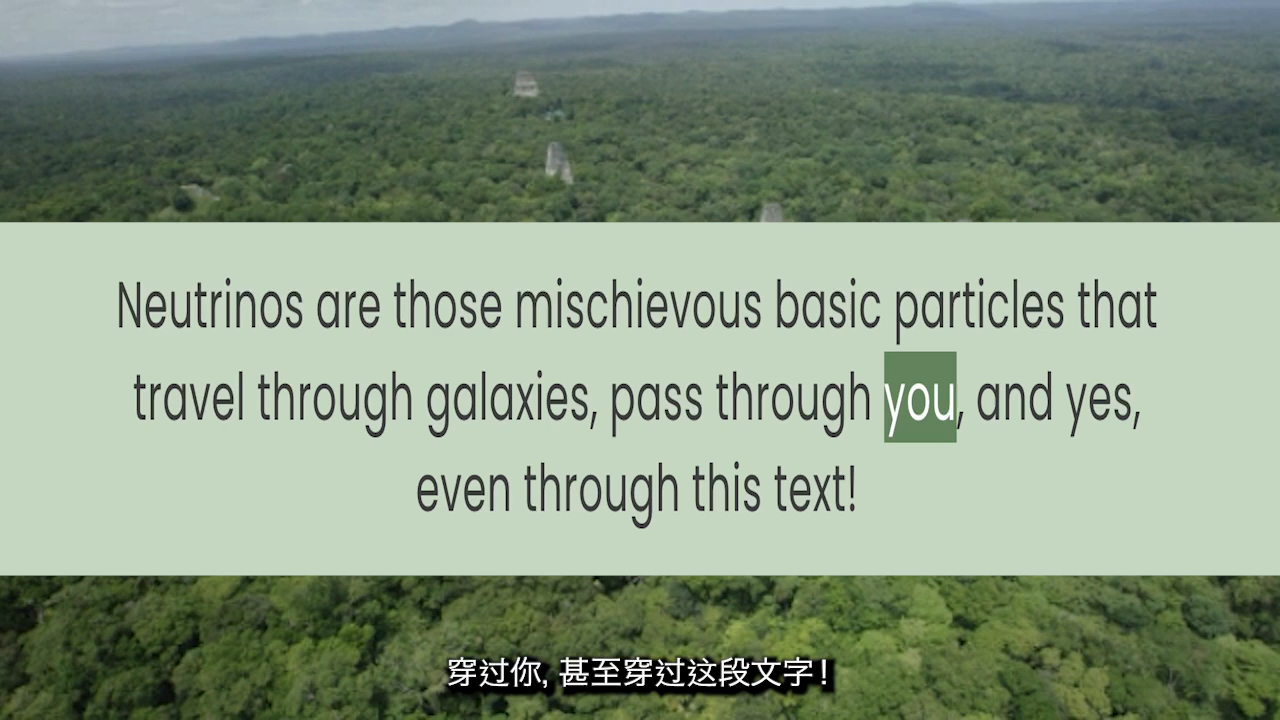 Neutrinos are those mischievous basic particles that
travel through galaxies, pass through you, and yes,
even through this text!
穿过你, 甚至穿过这段文字!